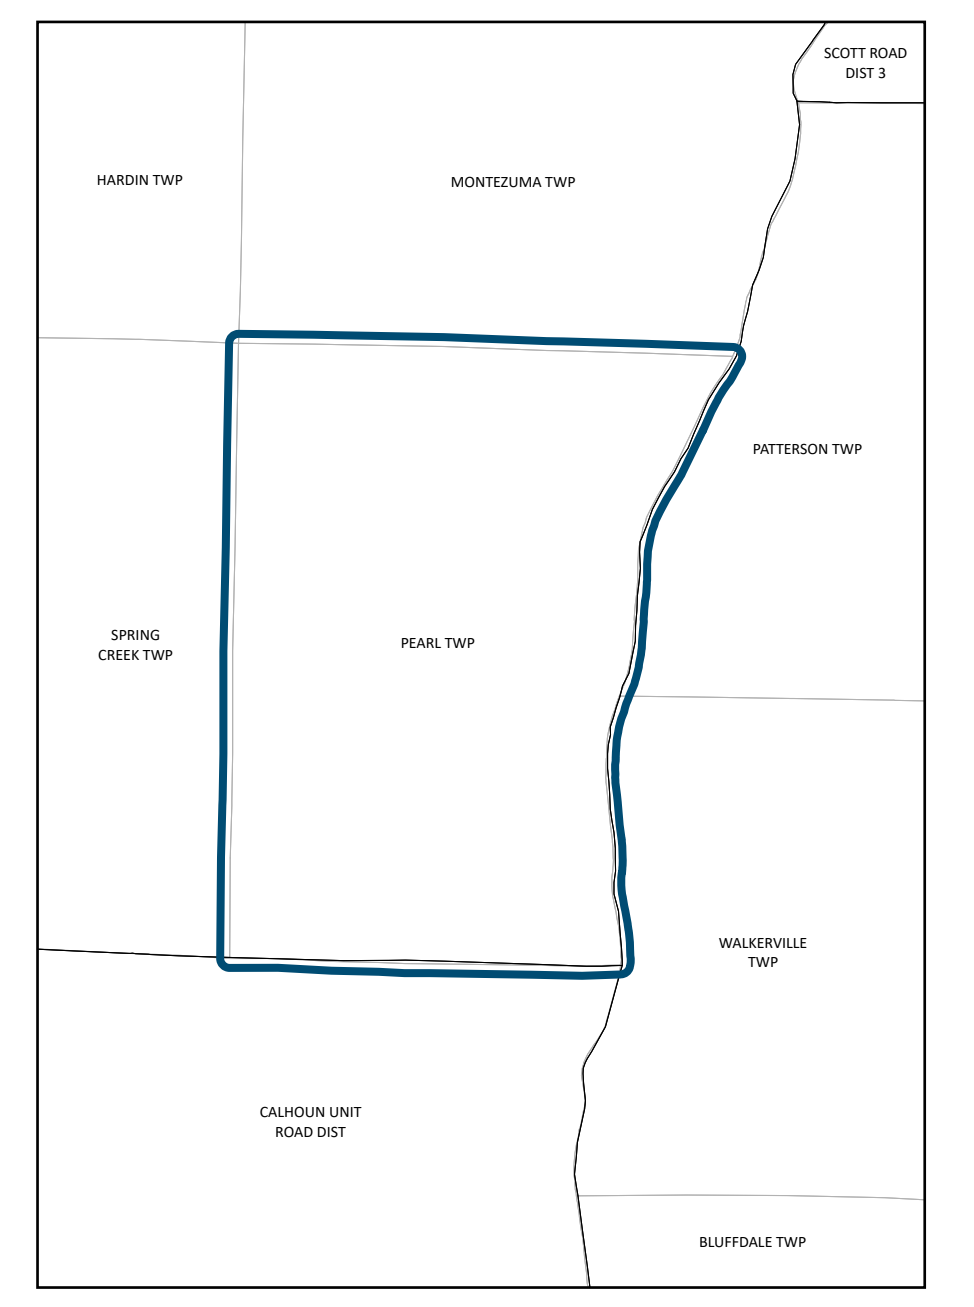 SCOTT ROAD
DIST 3
HARDIN TWP
MONTEZUMA TWP
PATTERSON TWP
SPRING
CREEK TWP
PEARL TWP
WALKERVILLE
TWP
CALHOUN UNIT
ROAD DIST
BLUFFDALE TWP